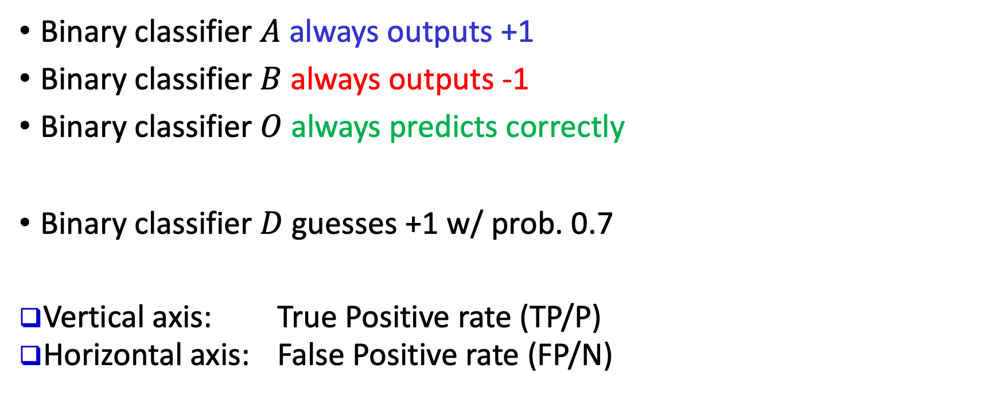 • Binary classifier A always outputs +1
• Binary classifier B always outputs -1
• Binary classifier O always predicts correctly
• Binary classifier D guesses +1 w/ prob. 0.7
❑Vertical axis: True Positive rate (TP/P)
❑Horizontal axis: False Positive rate (FP/N)